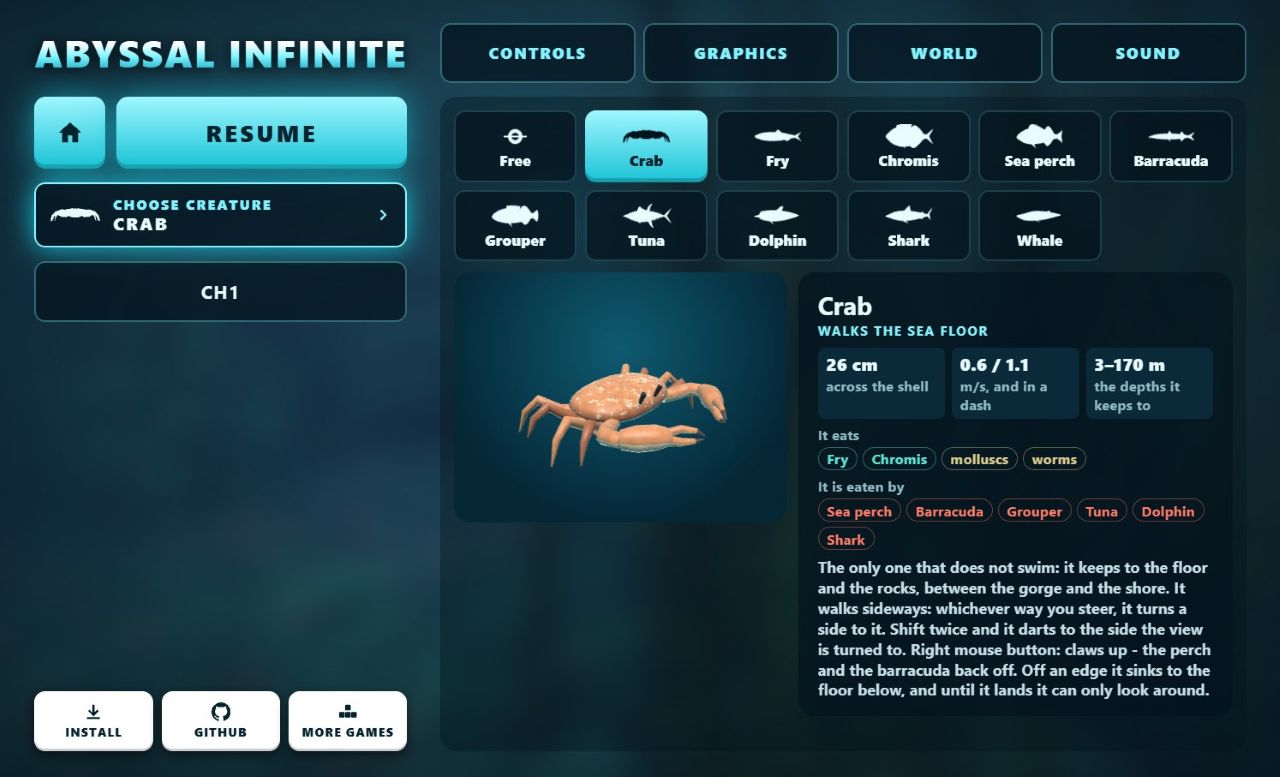 ABYSSAL INFINITE
CONTROLS
GRAPHICS
WORLD
SOUND
RESUME
CHOOSE CREATURE
CRAB
CH1
Free
Crab
Fry
Chromis
Sea perch
Barracuda
Grouper
Tuna
Dolphin
Shark
Whale
Crab
WALKS THE SEA FLOOR
26 cm
across the shell
0.6 / 1.1
m/s, and in a
dash
3–170 m
the depths it
keeps to
It eats
Fry
Chromis
molluscs
worms
It is eaten by
Sea perch
Barracuda
Grouper
Tuna
Dolphin
Shark
The only one that does not swim: it keeps to the floor
and the rocks, between the gorge and the shore. It
walks sideways: whichever way you steer, it turns a
side to it. Shift twice and it darts to the side the view
is turned to. Right mouse button: claws up - the perch
and the barracuda back off. Off an edge it sinks to the
floor below, and until it lands it can only look around.
INSTALL
GITHUB
MORE GAMES